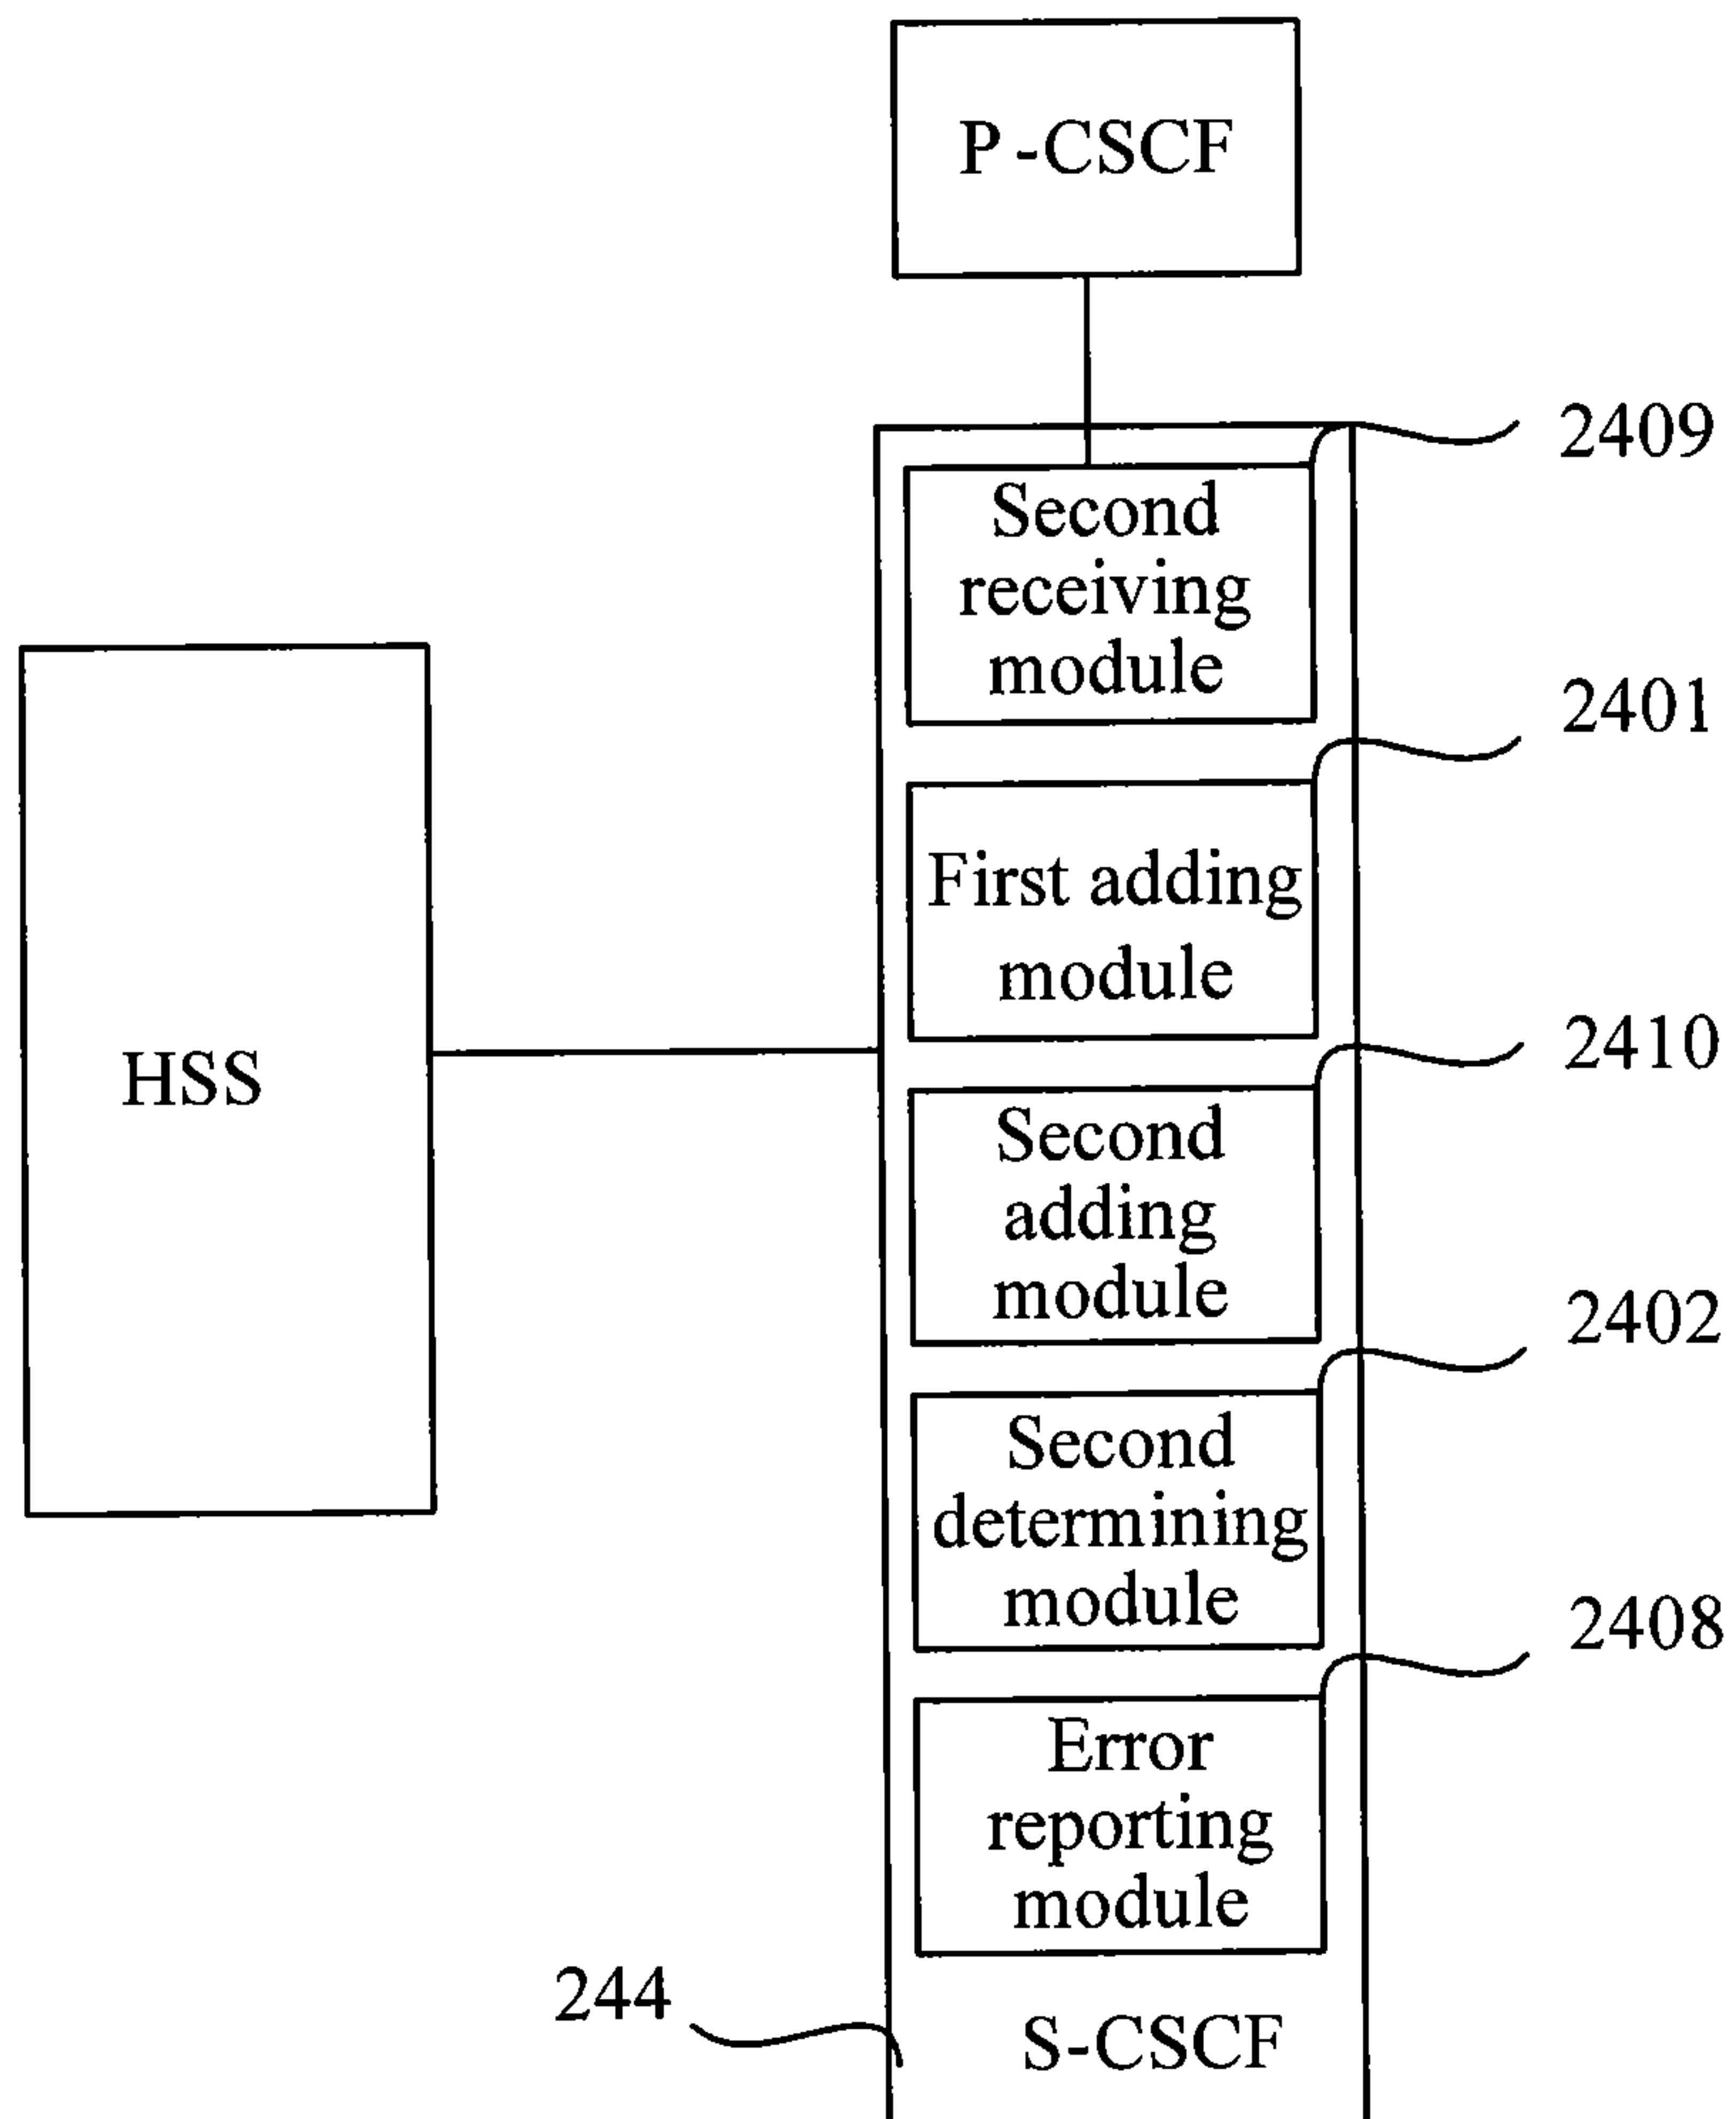 P-CSCF
2409
Second
receiving
module
2401
First adding
module
2410
HSS
Second
adding
module
2402
Second
determining
module
2408
Error
reporting
module
244
S-CSCF